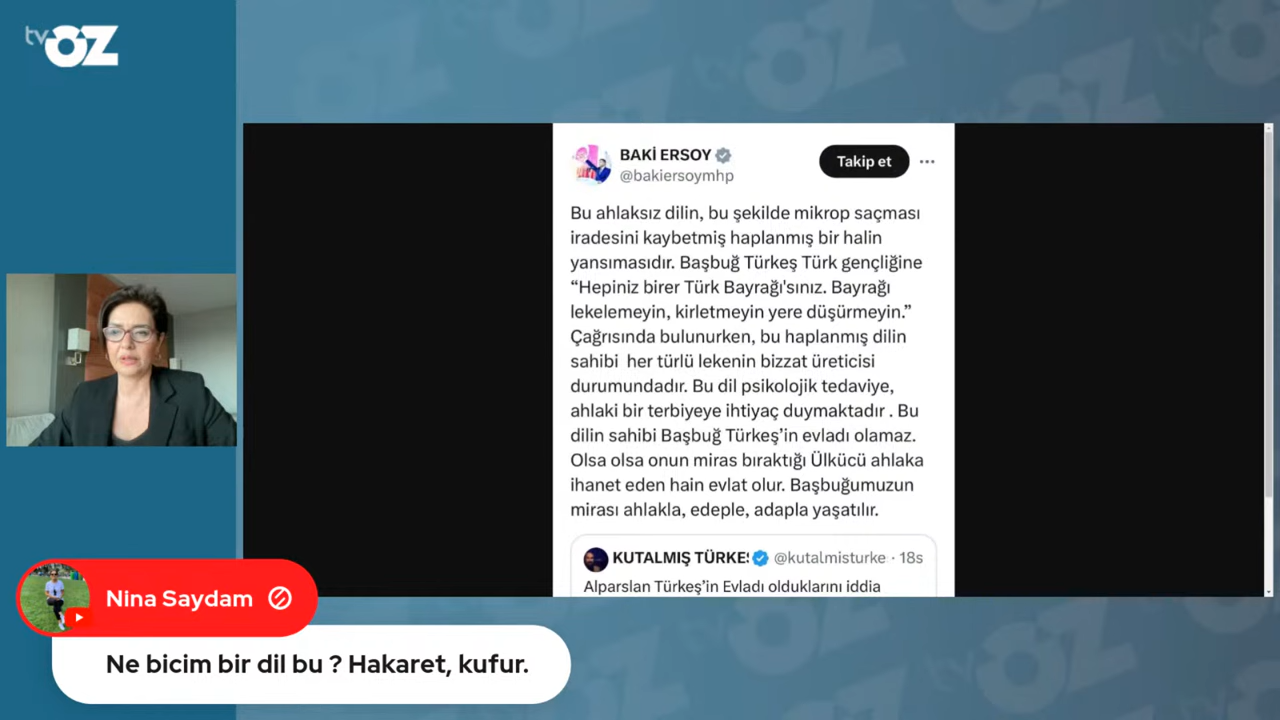 tv ÖZ
BAKİ ERSOY
@bakiersoymhp
Takip et
Bu ahlaksız dilin, bu şekilde mikrop saçması
iradesini kaybetmiş haplanmış bir halin
yansımasıdır. Başbuğ Türkeş Türk gençliğine
“Hepiniz birer Türk Bayrağı'sınız. Bayrağı
lekelemeyin, kirletmeyin yere düşürmeyin.”
Çağrısında bulunurken, bu haplanmış dilin
sahibi her türlü lekenin bizzat üreticisi
durumundadır. Bu dil psikolojik tedaviye,
ahlaki bir terbiyeye ihtiyaç duymaktadır . Bu
dilin sahibi Başbuğ Türkeş’in evladı olamaz.
Olsa olsa onun miras bıraktığı Ülkücü ahlaka
ihanet eden hain evlat olur. Başbuğumuzun
mirası ahlakla, edeple, adapla yaşatılır.
KUTALMIŞ TÜRKEŞ @kutalmisturke · 18s
Alparslan Türkeş’in Evladı olduklarını iddia
Nina Saydam
Ne bicim bir dil bu ? Hakaret, kufur.